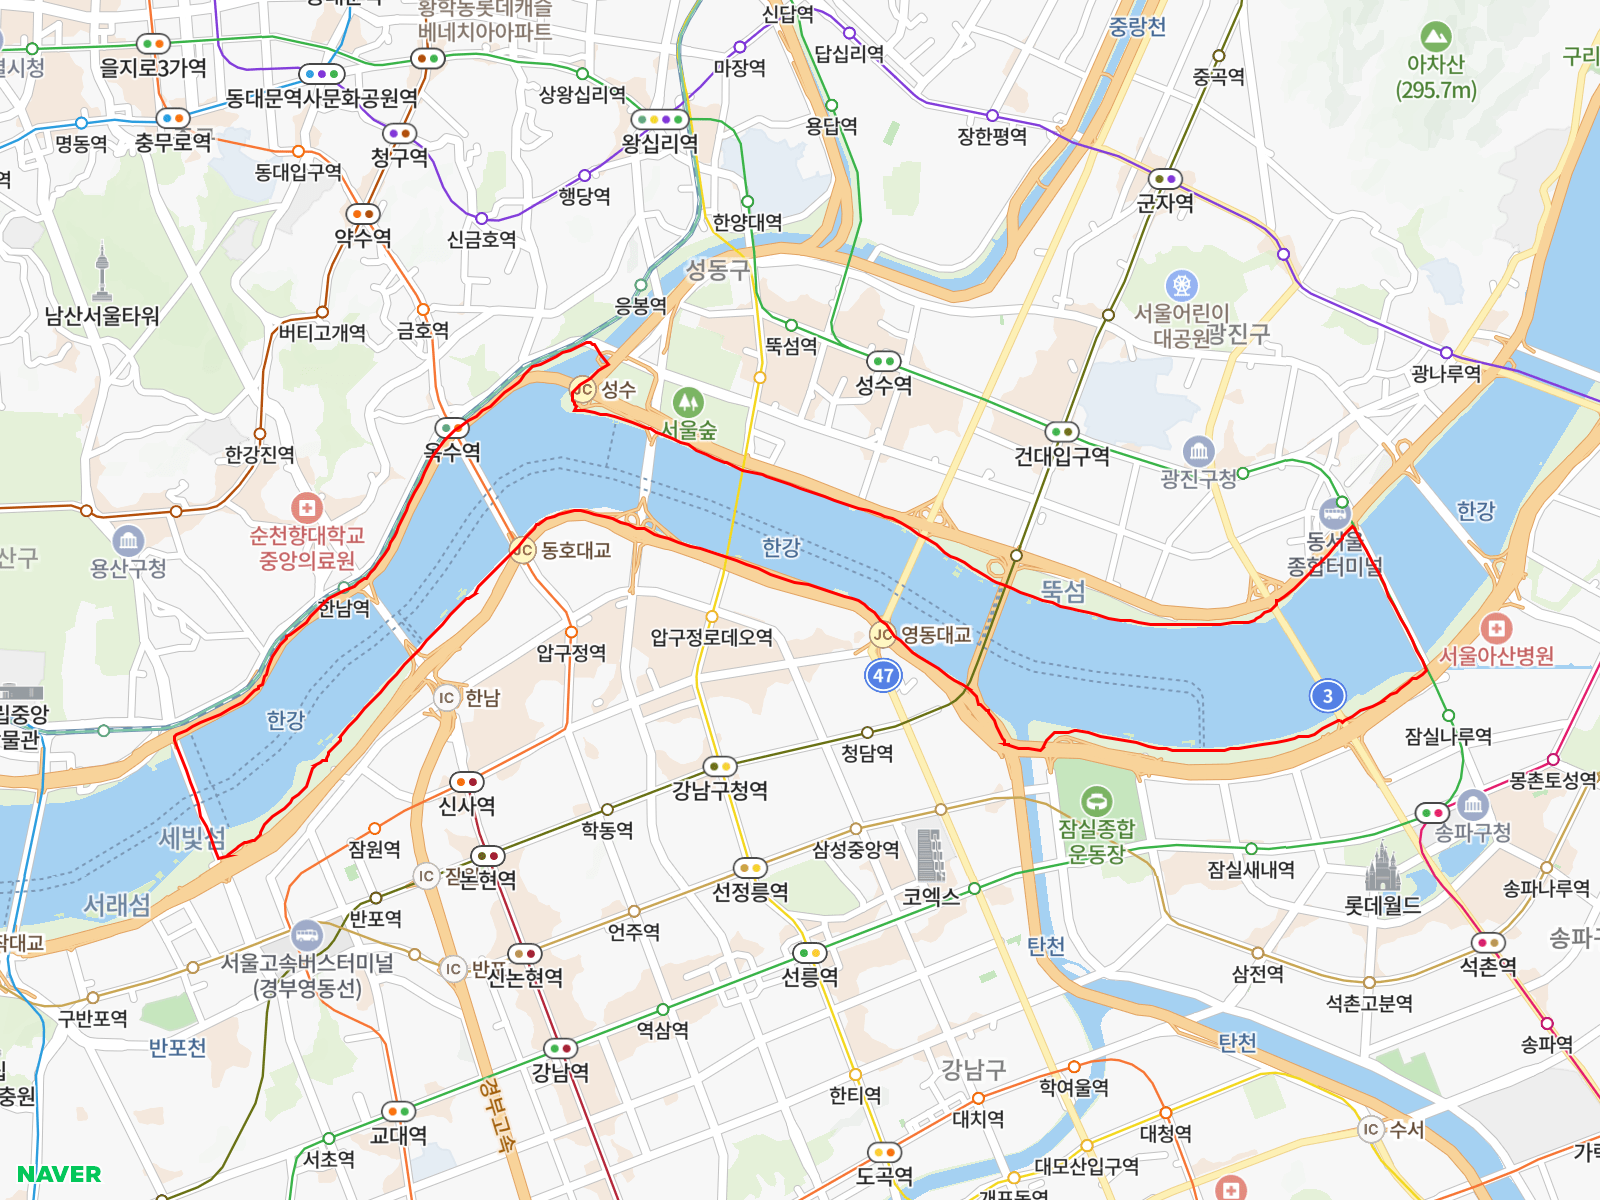 동대문역
황학동롯데캐슬
베네치아아파트
신답역
답십리역
중랑천
을지로3가역
동대문역사문화공원역
상왕십리역
마장역
중곡역
아차산
(295.7m)
구리
별시청
명동역
충무로역
청구역
왕십리역
용답역
장한평역
동대입구역
행당역
한양대역
군자역
약수역
신금호역
성동구
응봉역
남산서울타워
버티고개역
금호역
뚝섬역
서울어린이
대공원
광진구
성수역
광나루역
JC
성수
서울숲
옥수역
한강진역
건대입구역
광진구청
순천향대학교
중앙의료원
용산구청
산구
JC
동호대교
한강
한강
동서울
종합터미널
한남역
뚝섬
압구정역
압구정로데오역
JC
영동대교
47
3
서울아산병원
IC
한남
한강
립중앙
물관
청담역
잠실나루역
신사역
강남구청역
몽촌토성역
세빛섬
잠원역
학동역
삼성중앙역
잠실종합
운동장
송파구청
IC
논현역
선정릉역
코엑스
잠실새내역
롯데월드
송파나루역
서래섬
반포역
언주역
작대교
서울고속버스터미널
(경부영동선)
IC
신논현역
선릉역
탄천
삼전역
석촌역
송파구
구반포역
반포천
역삼역
석촌고분역
탄천
송파역
강남역
강남구
충원
경부고속
한티역
학여울역
대치역
교대역
서초역
대청역
IC
수서
도곡역
대모산입구역
개포동역
가락
NAVER